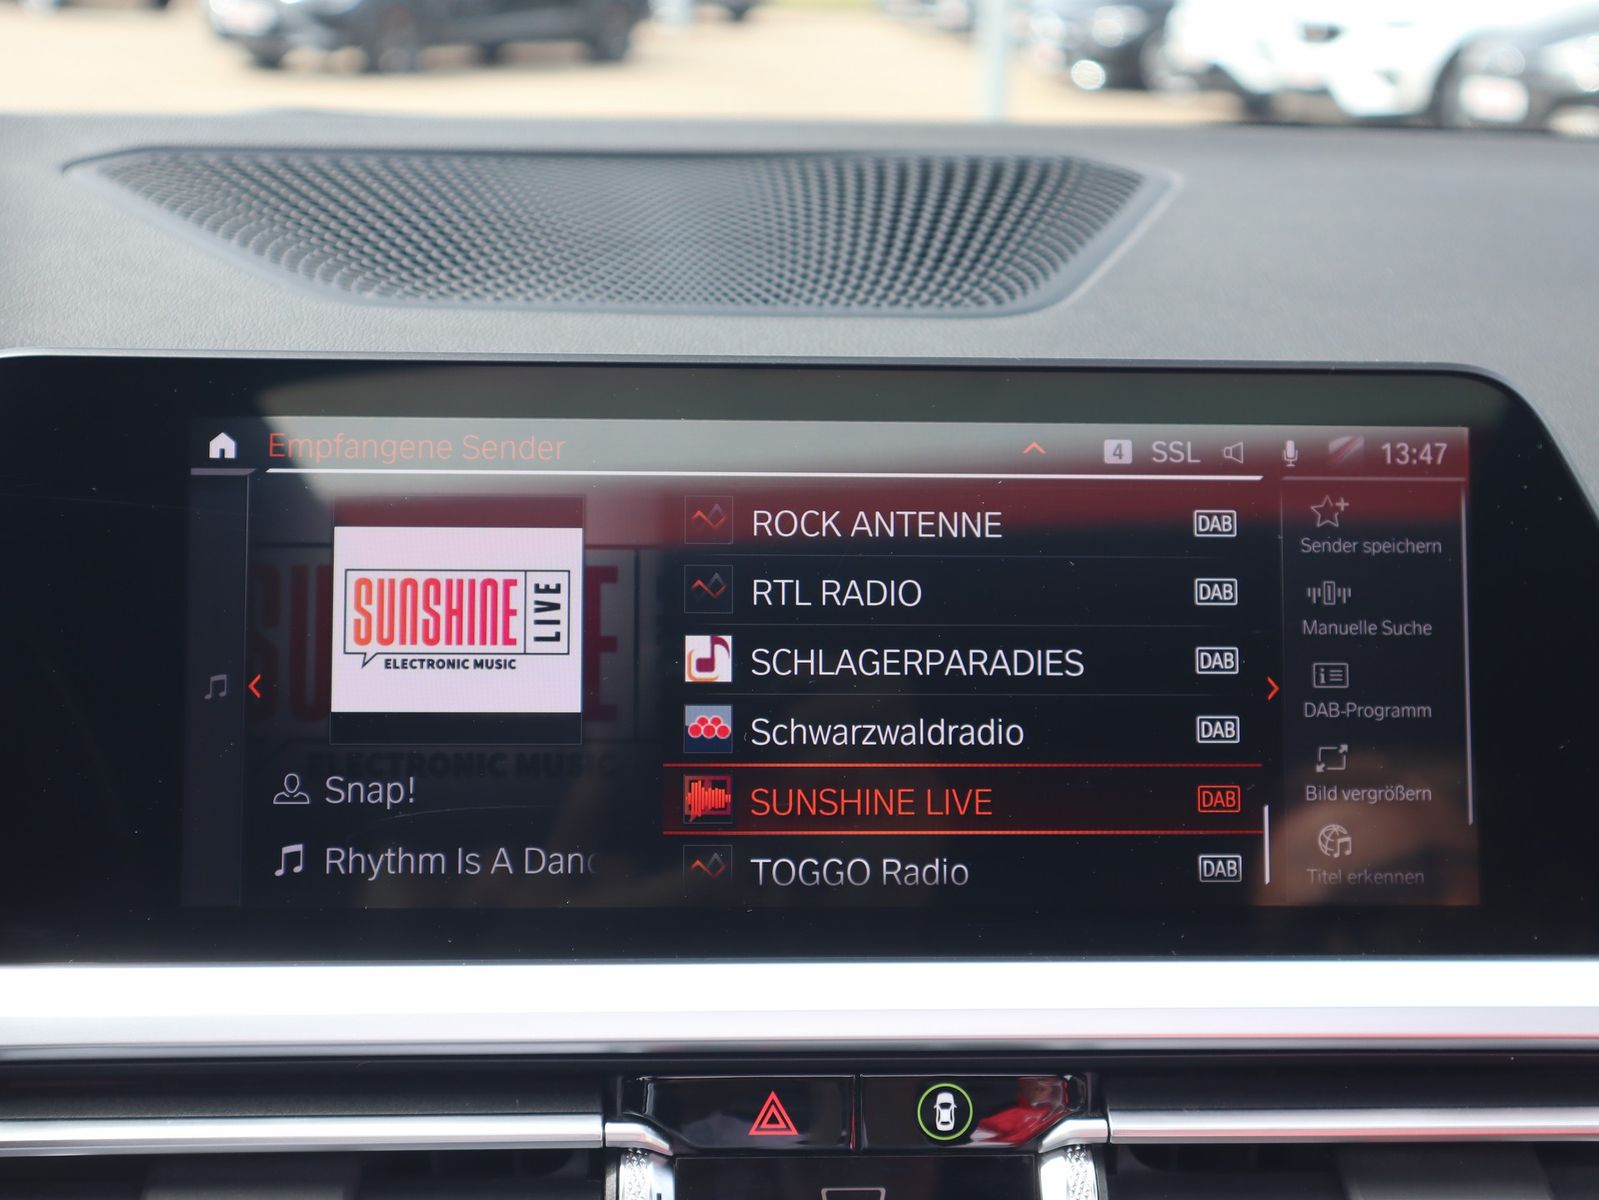 Empfangene Sender
4 SSL 13:47
SUNSHINE LIVE
ELECTRONIC MUSIC
Snap!
Rhythm Is A Danc
ROCK ANTENNE DAB
RTL RADIO DAB
SCHLAGERPARADIES DAB
Schwarzwaldradio DAB
SUNSHINE LIVE DAB
TOGGO Radio DAB
Sender speichern
Manuelle Suche
DAB-Programm
Bild vergrößern
Titel erkennen